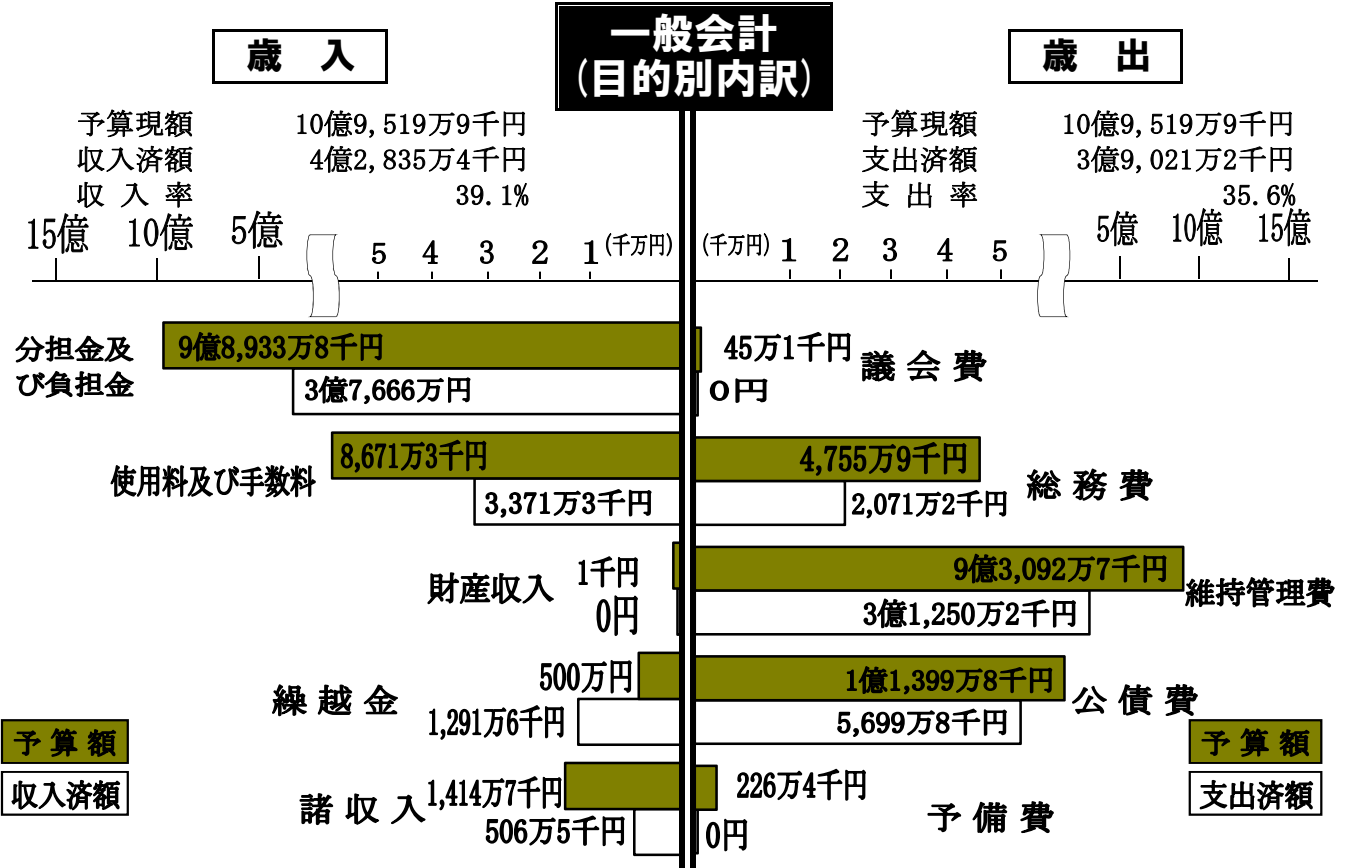 一般会計
(目的別内訳)
歳 入
予算現額 10億9,519万9千円
収入済額 4億2,835万4千円
収 入 率 39.1%
15億 10億 5億 5 4 3 2 1 (千万円)
分担金及
び負担金
9億8,933万8千円
3億7,666万円
使用料及び手数料
8,671万3千円
3,371万3千円
財産収入
1千円
0円
繰 越 金
500万円
1,291万6千円
諸 収 入
1,414万7千円
506万5千円
予 算 額
収入済額
歳 出
予算現額 10億9,519万9千円
支出済額 3億9,021万2千円
支 出 率 35.6%
(千万円) 1 2 3 4 5 5億 10億 15億
45万1千円
0円
議 会 費
4,755万9千円
2,071万2千円
総 務 費
9億3,092万7千円
3億1,250万2千円
維持管理費
1億1,399万8千円
5,699万8千円
公 債 費
226万4千円
0円
予 備 費
予 算 額
支出済額